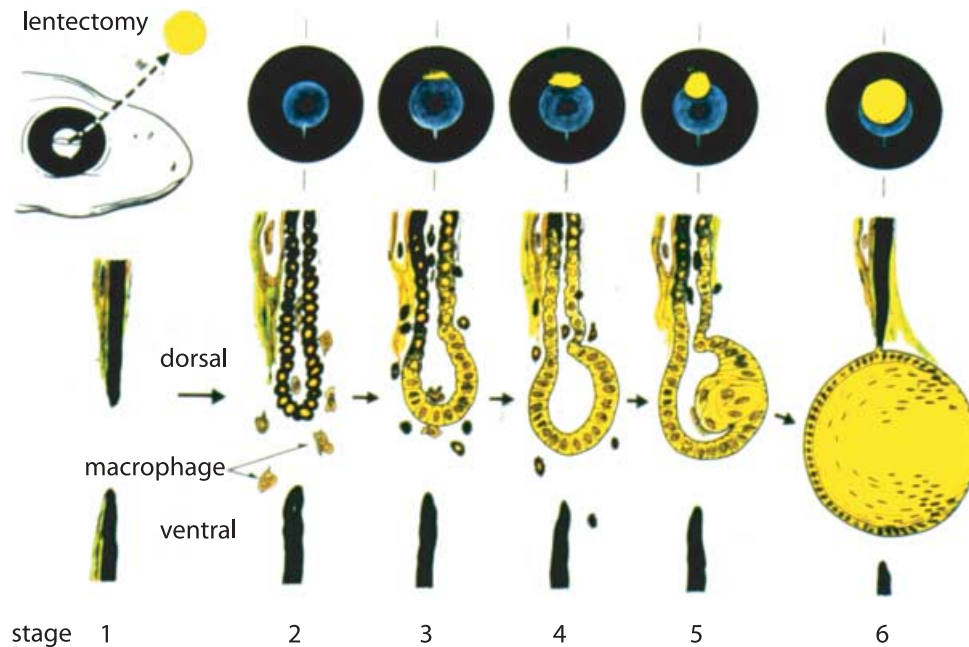 lentectomy
dorsal
macrophage
ventral
stage 1 2 3 4 5 6